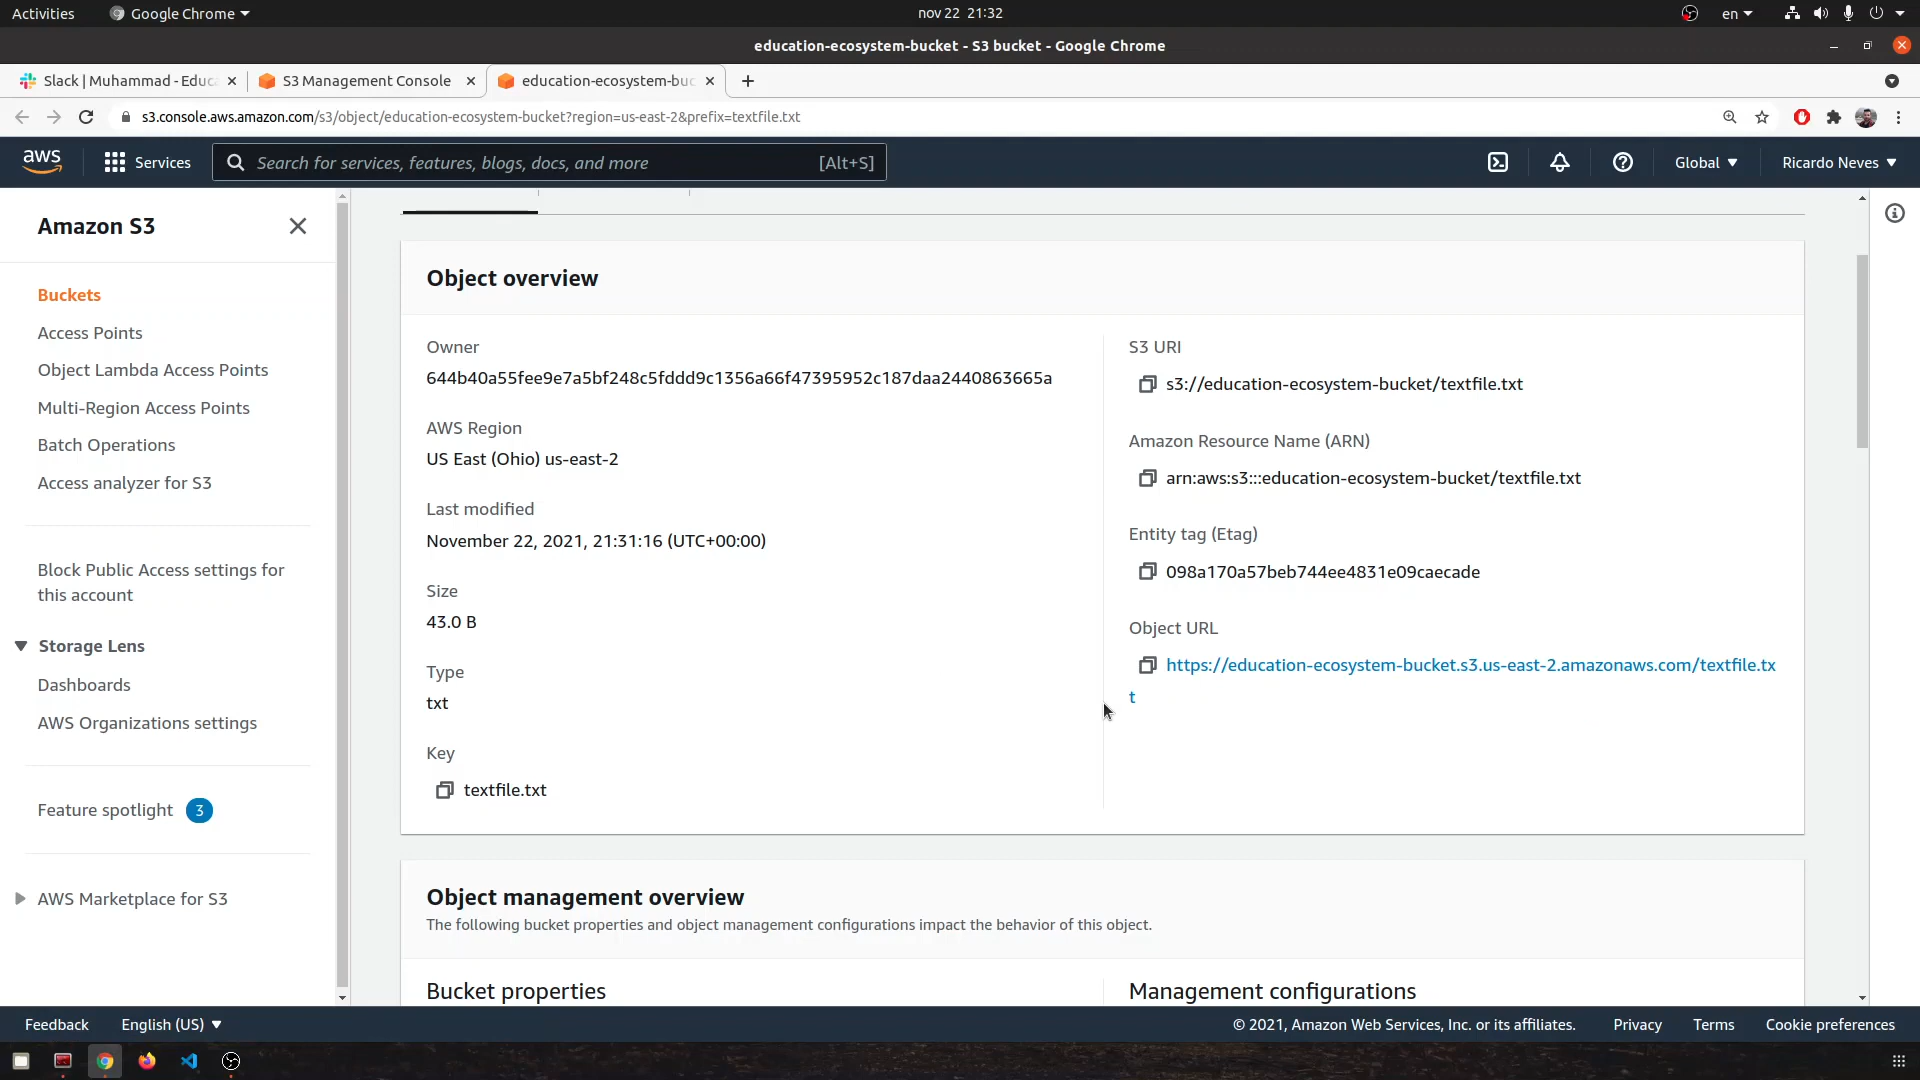 Activities
Google Chrome
nov 22 21:32
en
education-ecosystem-bucket - S3 bucket - Google Chrome
Slack | Muhammad - Educ
S3 Management Console
education-ecosystem-buc
s3.console.aws.amazon.com/s3/object/education-ecosystem-bucket?region=us-east-2&prefix=textfile.txt
aws
Services
Search for services, features, blogs, docs, and more
[Alt+S]
Global
Ricardo Neves
Amazon S3
Buckets
Access Points
Object Lambda Access Points
Multi-Region Access Points
Batch Operations
Access analyzer for S3
Block Public Access settings for
this account
Storage Lens
Dashboards
AWS Organizations settings
Feature spotlight 3
AWS Marketplace for S3
Object overview
Owner
644b40a55fee9e7a5bf248c5fddd9c1356a66f47395952c187daa2440863665a
AWS Region
US East (Ohio) us-east-2
Last modified
November 22, 2021, 21:31:16 (UTC+00:00)
Size
43.0 B
Type
txt
Key
textfile.txt
S3 URI
s3://education-ecosystem-bucket/textfile.txt
Amazon Resource Name (ARN)
arn:aws:s3:::education-ecosystem-bucket/textfile.txt
Entity tag (Etag)
098a170a57beb744ee4831e09caecade
Object URL
https://education-ecosystem-bucket.s3.us-east-2.amazonaws.com/textfile.tx
t
Object management overview
The following bucket properties and object management configurations impact the behavior of this object.
Bucket properties
Management configurations
Feedback
English (US)
© 2021, Amazon Web Services, Inc. or its affiliates.
Privacy
Terms
Cookie preferences